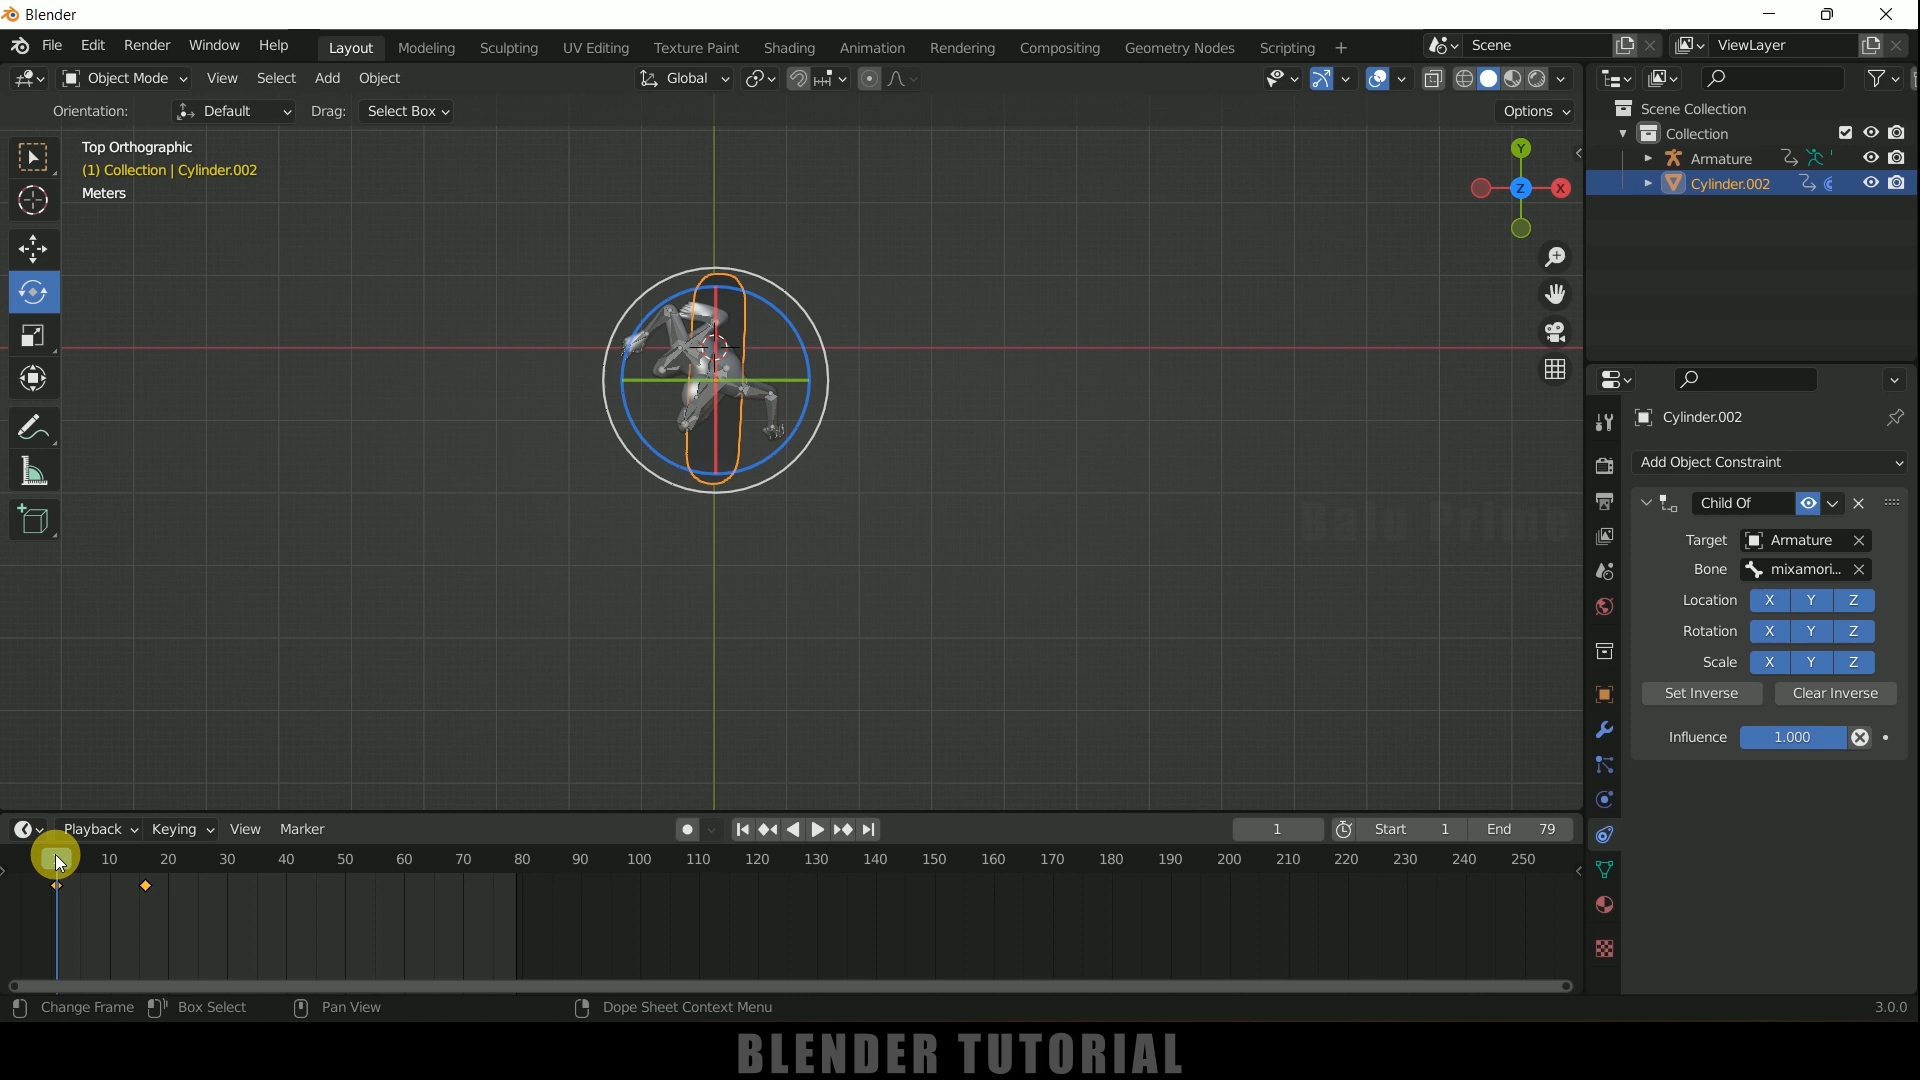 Blender
File Edit Render Window Help Layout Modeling Sculpting UV Editing Texture Paint Shading Animation Rendering Compositing Geometry Nodes Scripting + Scene ViewLayer
Object Mode View Select Add Object Global
Orientation: Default Drag: Select Box Options
Top Orthographic
(1) Collection | Cylinder.002
Meters
Y
X
Z
Scene Collection
Collection
Armature
Cylinder.002
Cylinder.002
Add Object Constraint
Child Of
Target Armature
Bone mixamori...
Location X Y Z
Rotation X Y Z
Scale X Y Z
Set Inverse Clear Inverse
Influence 1.000
Balu Prime
Playback Keying View Marker 1 Start 1 End 79
10 20 30 40 50 60 70 80 90 100 110 120 130 140 150 160 170 180 190 200 210 220 230 240 250
Change Frame Box Select Pan View Dope Sheet Context Menu 3.0.0
BLENDER TUTORIAL